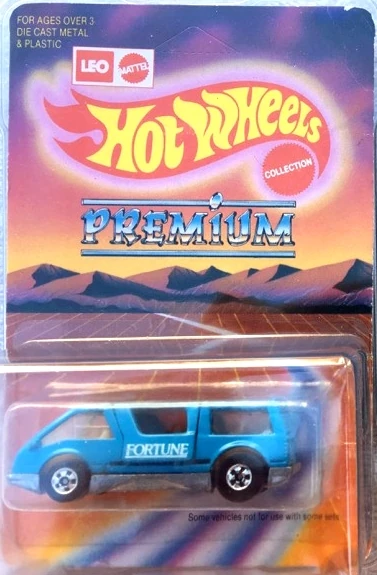 FOR AGES OVER 3
DIE CAST METAL
& PLASTIC
LEO
MATTEL
HOT WHEELS
COLLECTION
PREMIUM
FORTUNE
Some vehicles not for use with some sets